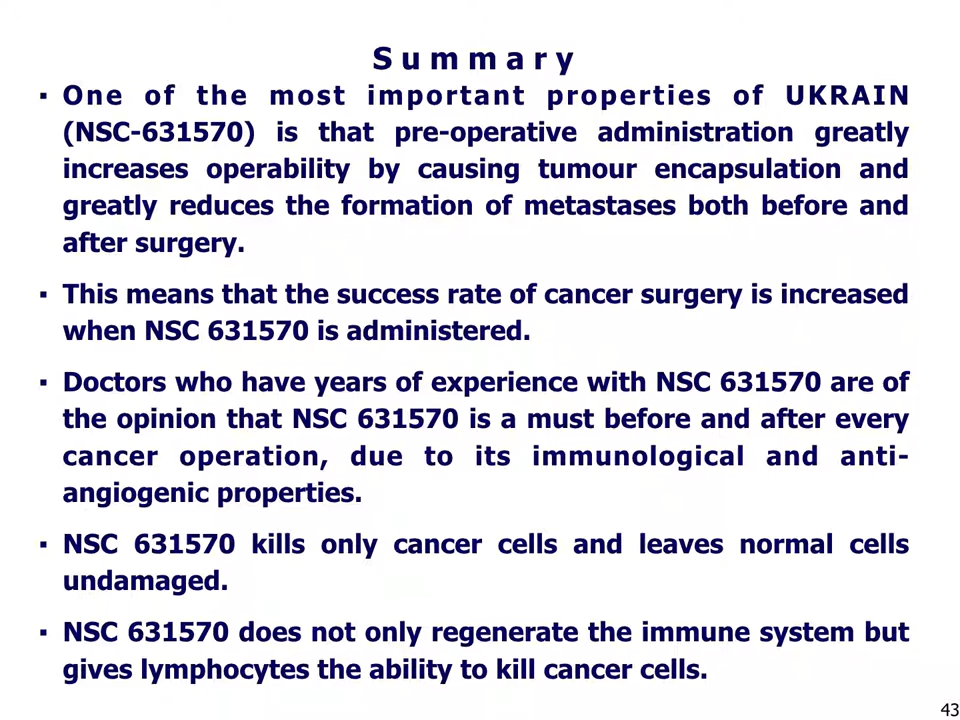 Summary
▪ One of the most important properties of UKRAIN
(NSC-631570) is that pre-operative administration greatly
increases operability by causing tumour encapsulation and
greatly reduces the formation of metastases both before and
after surgery.
▪ This means that the success rate of cancer surgery is increased
when NSC 631570 is administered.
▪ Doctors who have years of experience with NSC 631570 are of
the opinion that NSC 631570 is a must before and after every
cancer operation, due to its immunological and anti-
angiogenic properties.
▪ NSC 631570 kills only cancer cells and leaves normal cells
undamaged.
▪ NSC 631570 does not only regenerate the immune system but
gives lymphocytes the ability to kill cancer cells.
43